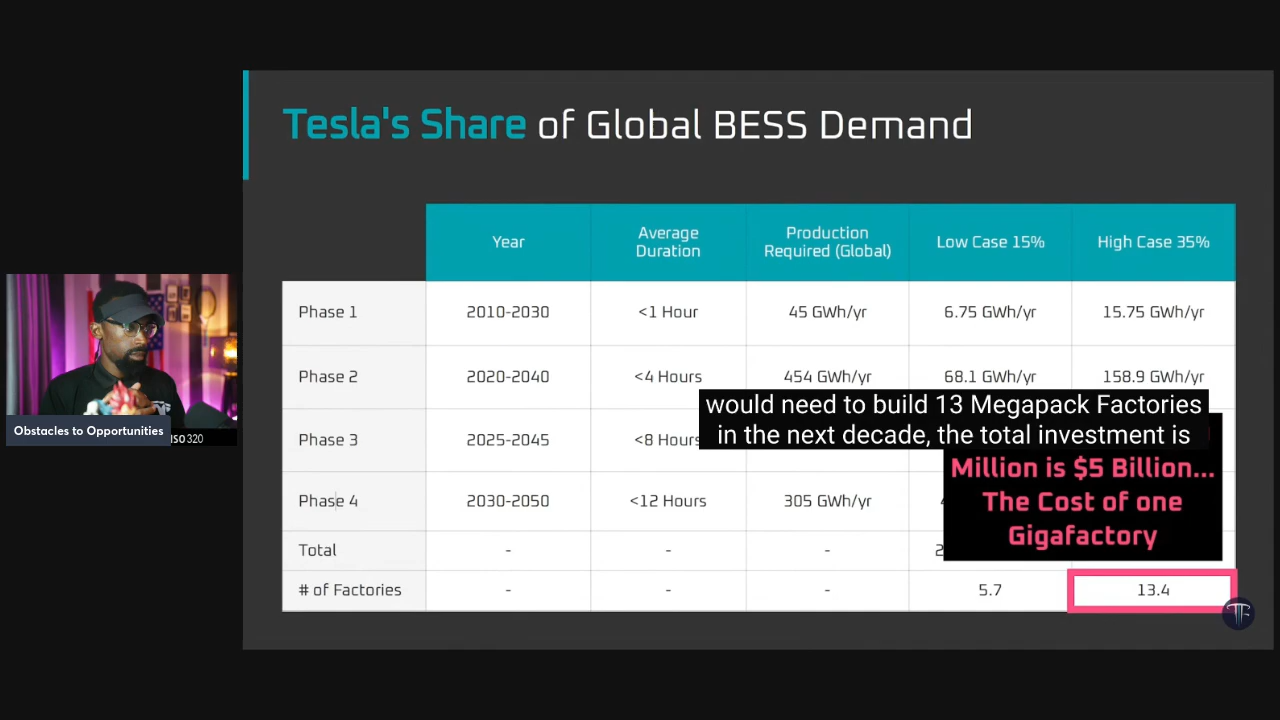 Tesla's Share of Global BESS Demand
Year
Average
Duration
Production
Required (Global)
Low Case 15%
High Case 35%
Phase 1
2010-2030
<1 Hour
45 GWh/yr
6.75 GWh/yr
15.75 GWh/yr
Phase 2
2020-2040
<4 Hours
454 GWh/yr
68.1 GWh/yr
158.9 GWh/yr
would need to build 13 Megapack Factories
in the next decade, the total investment is
Phase 3
2025-2045
<8 Hours
Million is $5 Billion...
The Cost of one
Gigafactory
Phase 4
2030-2050
<12 Hours
305 GWh/yr
Total
-
-
-
# of Factories
-
-
-
5.7
13.4
Obstacles to Opportunities
ISO 320
TF